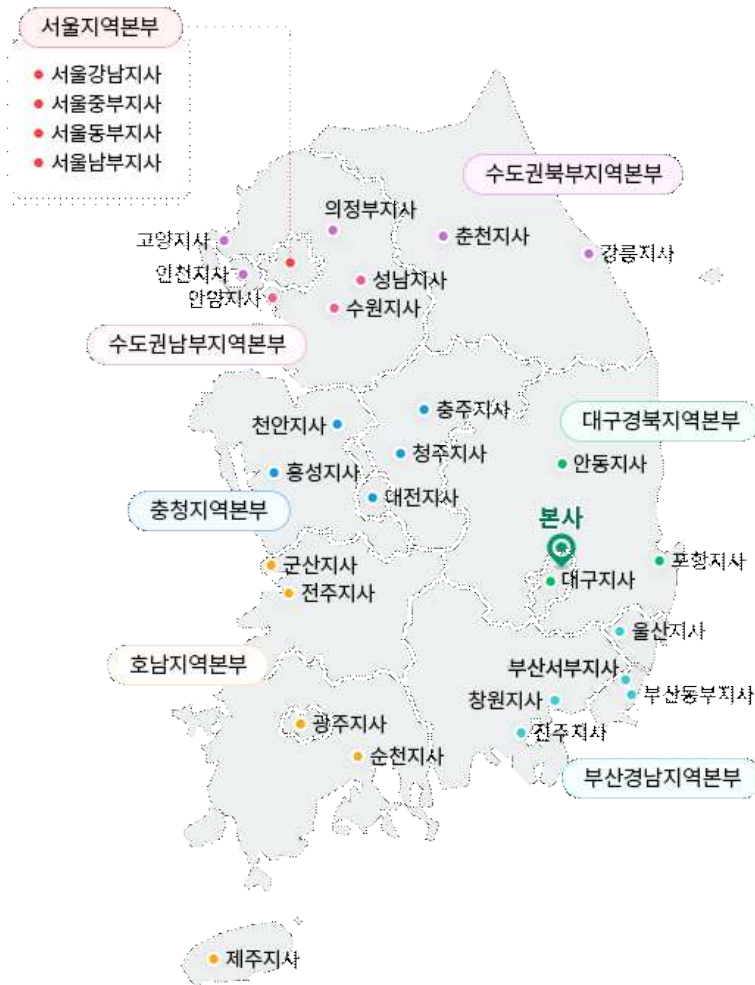 서울지역본부
서울강남지사
서울중부지사
서울동부지사
서울남부지사
수도권북부지역본부
의정부지사
고양지사
춘천지사
강릉지사
인천지사
성남지사
안양지사
수원지사
수도권남부지역본부
충주지사
대구경북지역본부
천안지사
청주지사
안동지사
홍성지사
대전지사
충청지역본부
본사
군산지사
포항지사
대구지사
전주지사
울산지사
호남지역본부
부산서부지사
부산동부지사
창원지사
광주지사
진주지사
순천지사
부산경남지역본부
제주지사